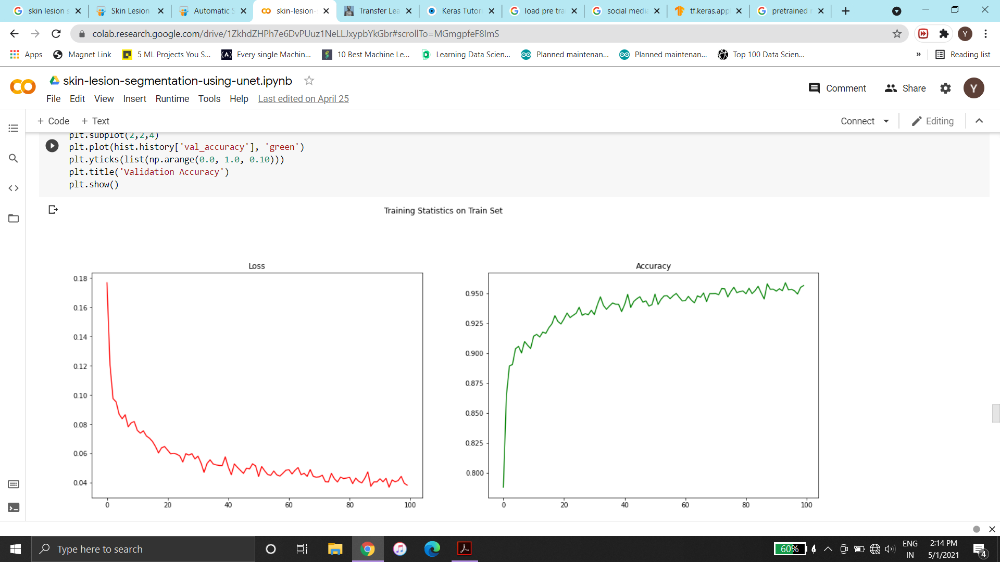 skin lesion s
Skin Lesion
Automatic S
skin-lesion-
Transfer Lea
Keras Tutori
load pre tra
social media
tf.keras.app
pretrained
colab.research.google.com/drive/1ZkhdZHPh7e6DvPUuz1NeLLJxypbYkGbr#scrollTo=MGmgpfeF8ImS
Y
Apps
Magnet Link
5 ML Projects You S...
Every single Machin...
10 Best Machine Le...
Learning Data Scien...
Planned maintenan...
Planned maintenan...
Top 100 Data Scien...
»
Reading list
skin-lesion-segmentation-using-unet.ipynb
Comment
Share
Y
File Edit View Insert Runtime Tools Help Last edited on April 25
+ Code + Text
Connect
Editing
plt.subplot(2,2,4)
plt.plot(hist.history['val_accuracy'], 'green')
plt.yticks(list(np.arange(0.0, 1.0, 0.10)))
plt.title('Validation Accuracy')
plt.show()
Training Statistics on Train Set
Loss
0.18
0.16
0.14
0.12
0.10
0.08
0.06
0.04
0 20 40 60 80 100
Accuracy
0.950
0.925
0.900
0.875
0.850
0.825
0.800
0 20 40 60 80 100
Type here to search
60%
ENG
IN
2:14 PM
5/1/2021
4